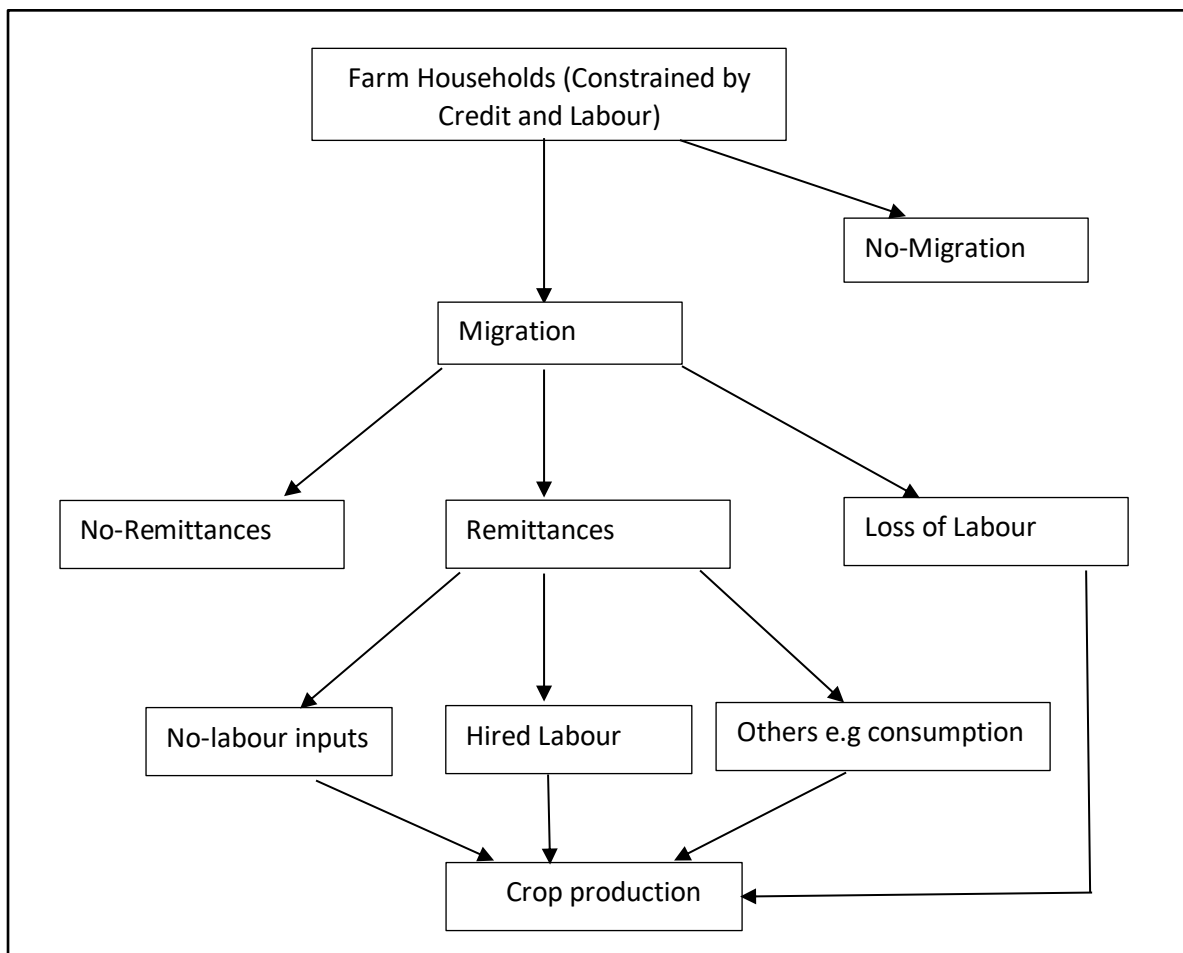 Farm Households (Constrained by
Credit and Labour)
No-Migration
Migration
No-Remittances
Remittances
Loss of Labour
No-labour inputs
Hired Labour
Others e.g consumption
Crop production